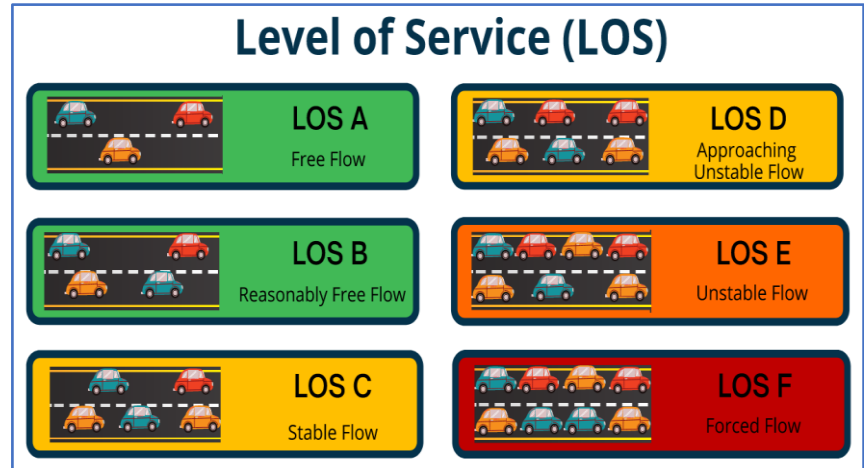 Level of Service (LOS)
LOS A
Free Flow
LOS B
Reasonably Free Flow
LOS C
Stable Flow
LOS D
Approaching
Unstable Flow
LOS E
Unstable Flow
LOS F
Forced Flow